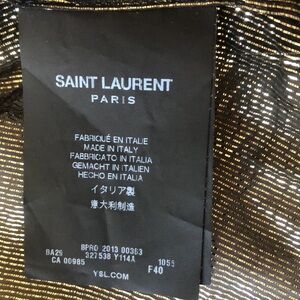 SAINT LAURENT
PARIS
FABRIQUÉ EN ITALIE
MADE IN ITALY
FABBRICATO IN ITALIA
GEMACHT IN ITALIEN
HECHO EN ITALIA
イタリア製
意大利制造
BA29 BPRO 2013 00363 1055
CA 00985 327538 Y114A F40
YSL.COM